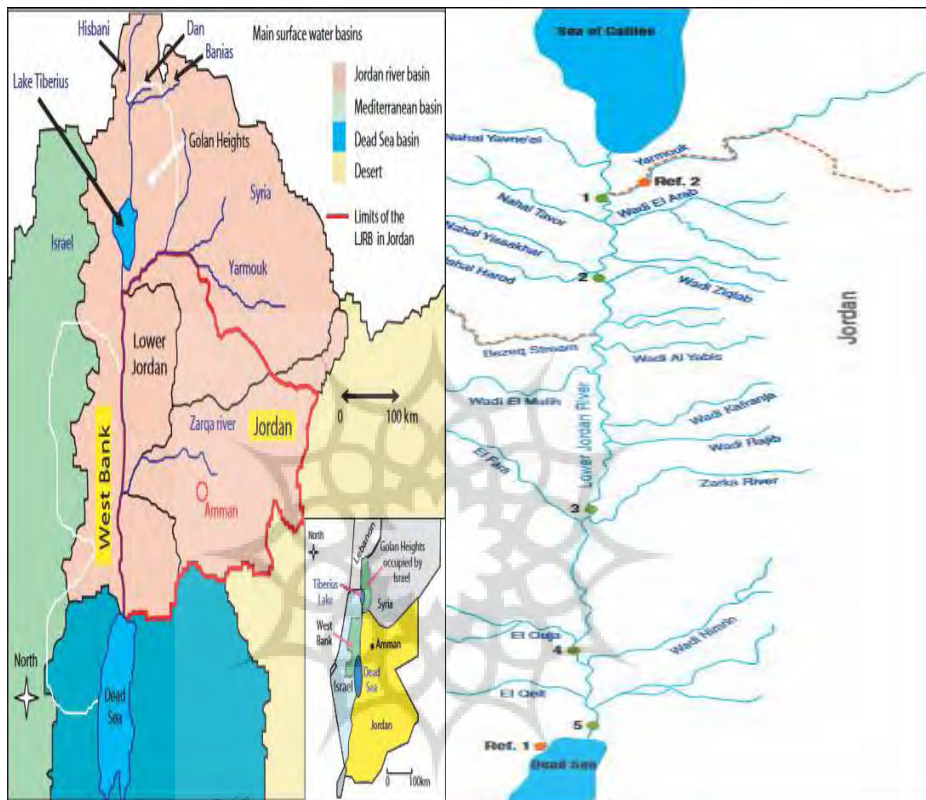 Hisbani
Dan
Banias
Lake Tiberius
Main surface water basins
Jordan river basin
Mediterranean basin
Dead Sea basin
Desert
Limits of the
LJRB in Jordan
Golan Heights
Syria
Israel
Yarmouk
Lower
Jordan
0 100 km
Zarqa river
Jordan
West Bank
Amman
North
Dead
Sea
North
Lebanon
Golan Heights
occupied by
Israel
Tiberius
Lake
Syria
West
Bank
Amman
Israel
Dead
Sea
Jordan
0 100km
Sea of Galilee
Nahal Yavne'el
Yarmouk
Ref. 2
1
Wadi El Arab
Nahal Tavor
Nahal Yissakhar
Nahal Harod
2
Wadi Ziqlab
Jordan
Bezeq Stream
Wadi Al Yabis
Wadi El Malih
Lower Jordan River
Wadi Kafranja
Wadi Rajib
El Fara
Zarka River
3
El Ouja
4
Wadi Nimrin
El Qelt
5
Ref. 1
Dead Sea